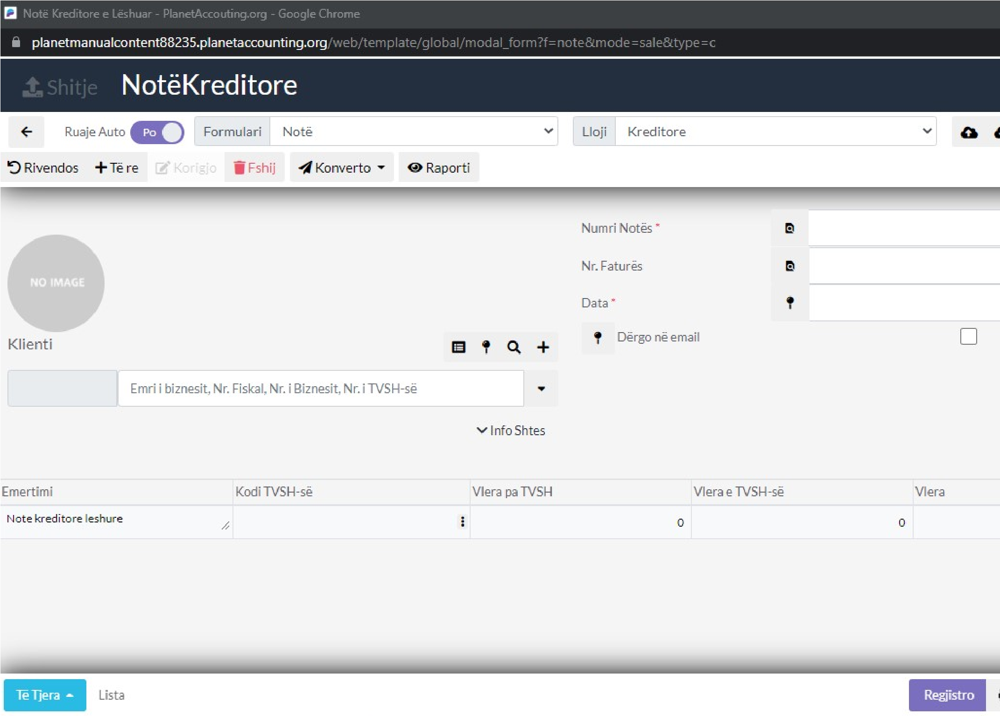 Notë Kreditore e Lëshuar - PlanetAccouting.org - Google Chrome
planetmanualcontent88235.planetaccounting.org/web/template/global/modal_form?f=note&mode=sale&type=c
Shitje NotëKreditore
Ruaje Auto Po Formulari Notë Lloji Kreditore
Rivendos Të re Korigjo Fshij Konverto Raporti
Numri Notës *
NO IMAGE
Nr. Faturës
Data *
Dërgo në email
Klienti
Emri i biznesit, Nr. Fiskal, Nr. i Biznesit, Nr. i TVSH-së
Info Shtes
Emertimi Kodi TVSH-së Vlera pa TVSH Vlera e TVSH-së Vlera
Note kreditore leshure 0 0
Të Tjera Lista Regjistro